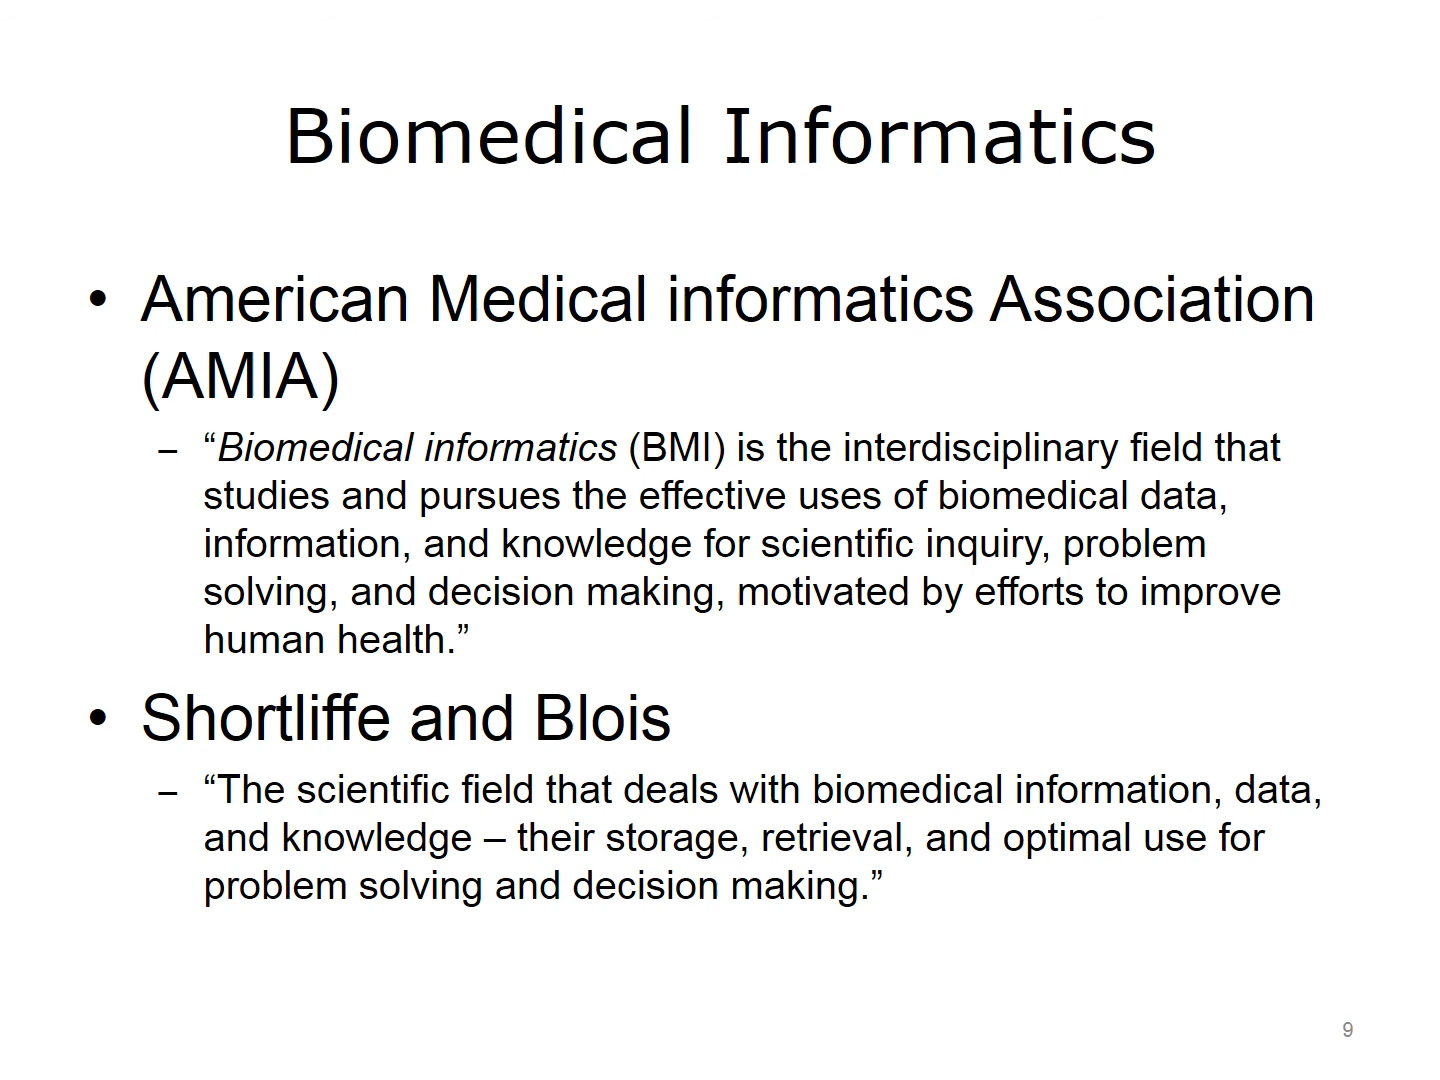 Biomedical Informatics
• American Medical informatics Association
(AMIA)
– “Biomedical informatics (BMI) is the interdisciplinary field that
studies and pursues the effective uses of biomedical data,
information, and knowledge for scientific inquiry, problem
solving, and decision making, motivated by efforts to improve
human health.”
• Shortliffe and Blois
– “The scientific field that deals with biomedical information, data,
and knowledge – their storage, retrieval, and optimal use for
problem solving and decision making.”
9